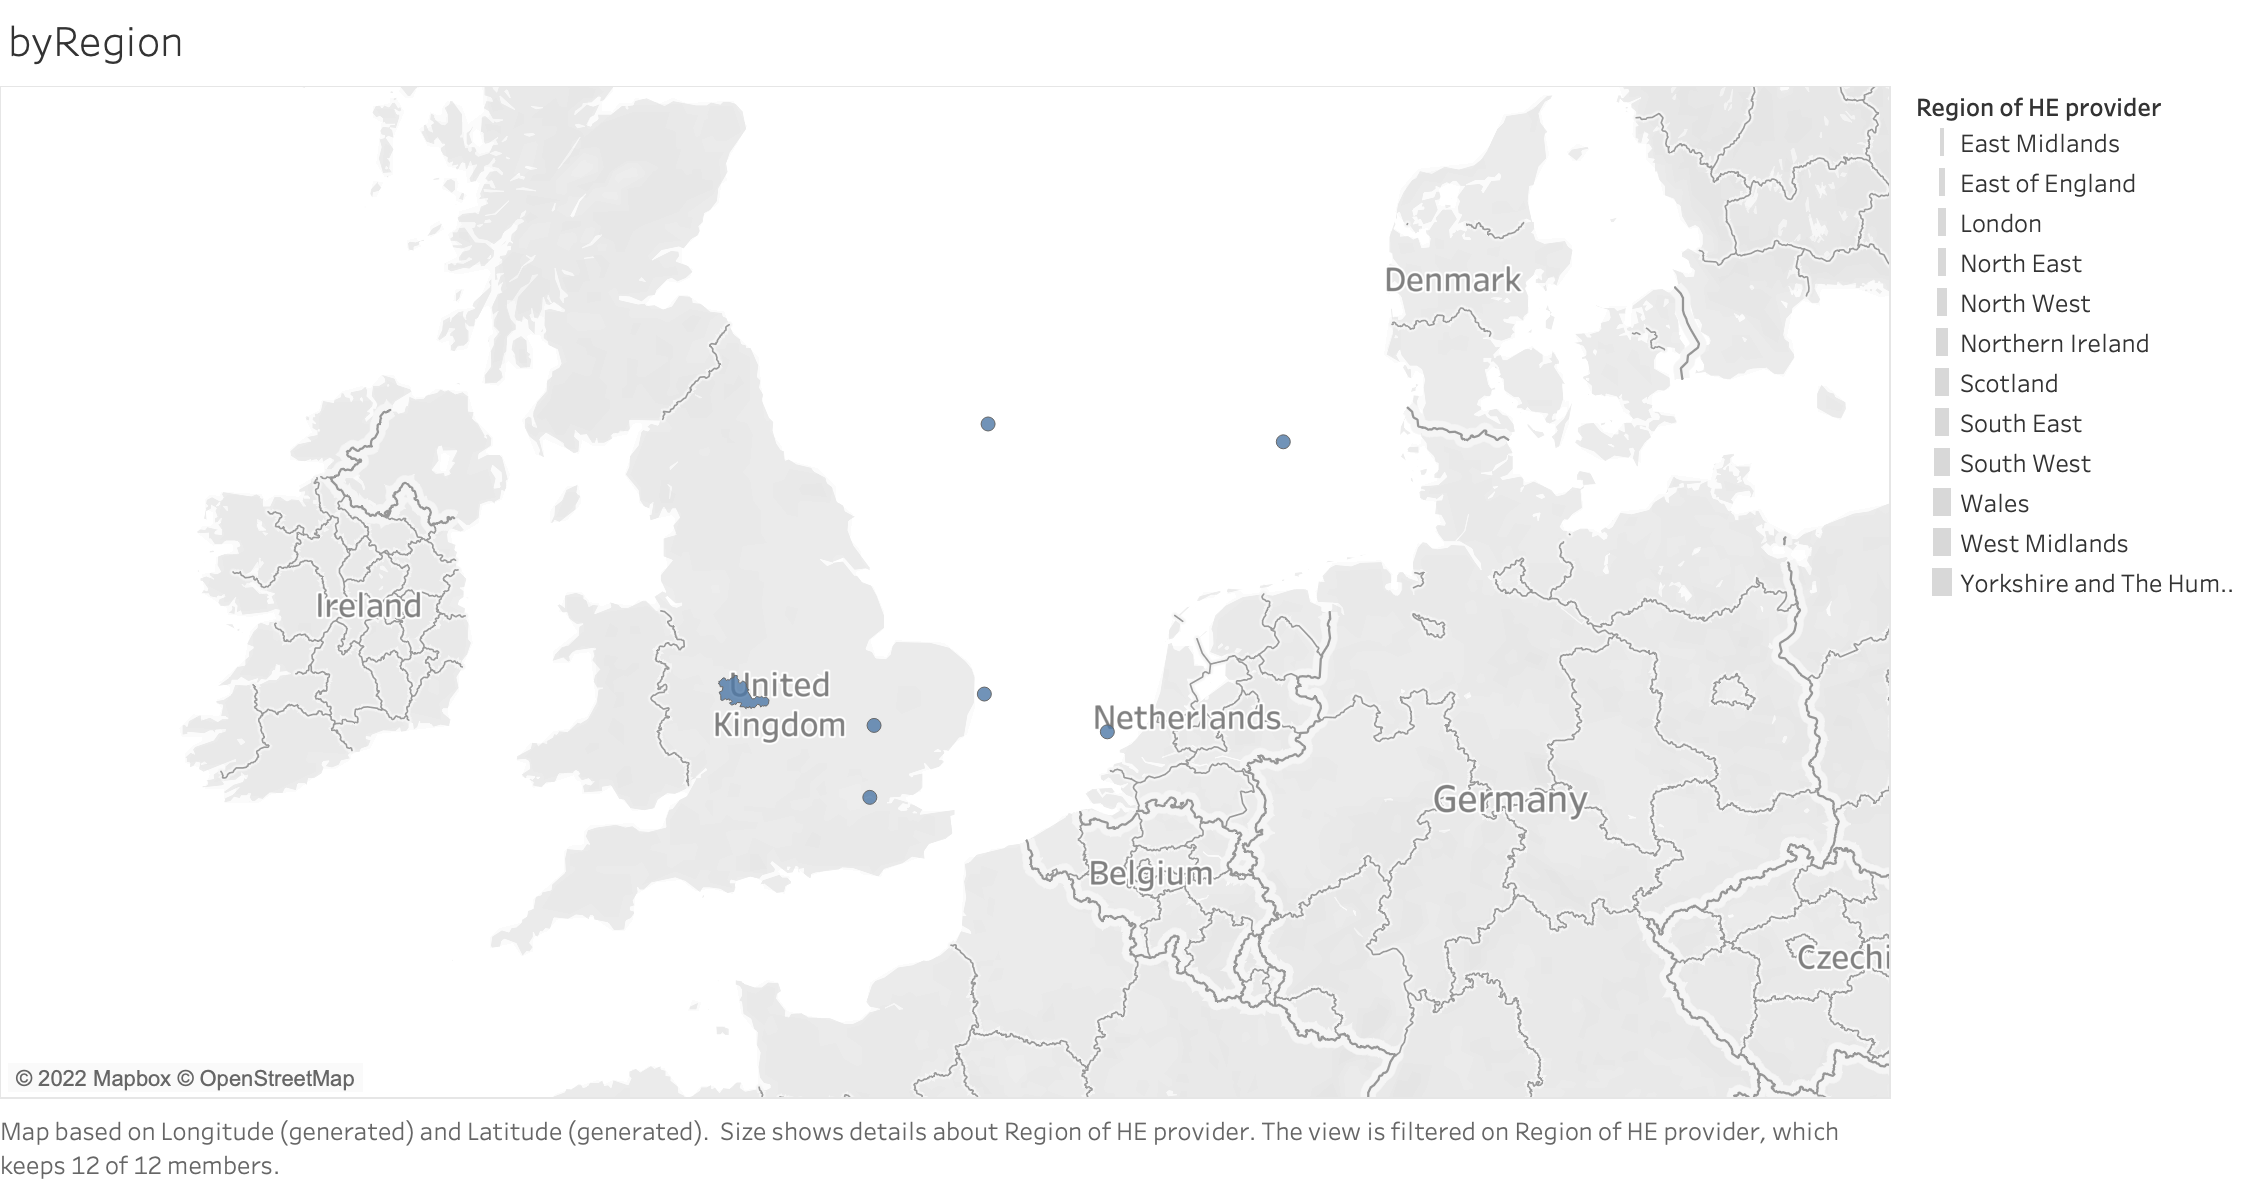 byRegion
Region of HE provider
East Midlands
East of England
London
North East
North West
Northern Ireland
Scotland
South East
South West
Wales
West Midlands
Yorkshire and The Hum..
Denmark
Ireland
United
Kingdom
Netherlands
Germany
Belgium
Czechi
© 2022 Mapbox © OpenStreetMap
Map based on Longitude (generated) and Latitude (generated).  Size shows details about Region of HE provider. The view is filtered on Region of HE provider, which
keeps 12 of 12 members.